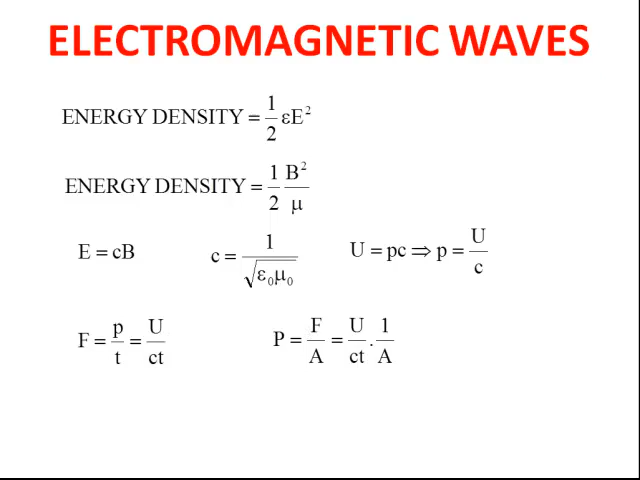 ELECTROMAGNETIC WAVES
ENERGY DENSITY = 1/2 εE²
ENERGY DENSITY = 1/2 B²/μ
E = cB c = 1/√(ε₀μ₀) U = pc ⇒ p = U/c
F = p/t = U/ct P = F/A = U/ct . 1/A